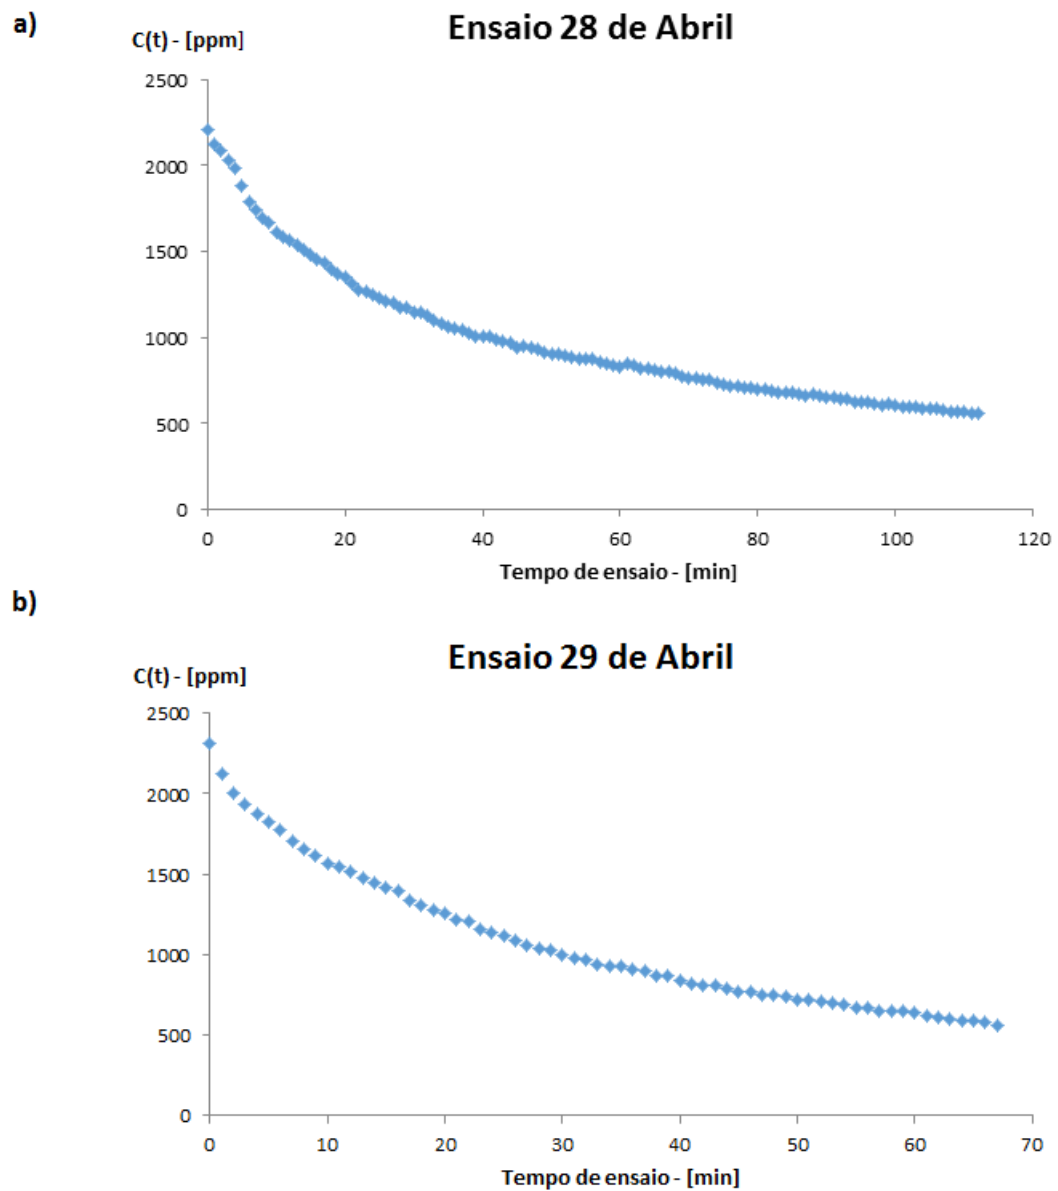 a)
Ensaio 28 de Abril
C(t) - [ppm]
2500
2000
1500
1000
500
0
0 20 40 60 80 100 120
Tempo de ensaio - [min]
b)
Ensaio 29 de Abril
C(t) - [ppm]
2500
2000
1500
1000
500
0
0 10 20 30 40 50 60 70
Tempo de ensaio - [min]